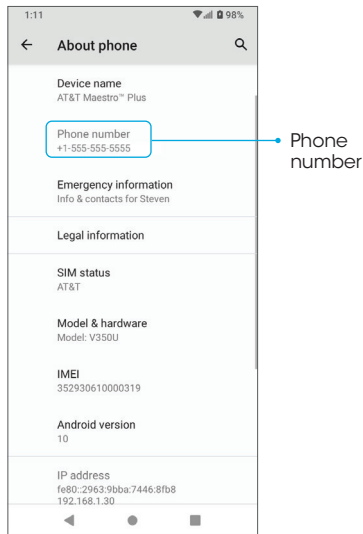 1:11
98%
About phone
Device name
AT&T Maestro™ Plus
Phone number
+1-555-555-5555
Phone
number
Emergency information
Info & contacts for Steven
Legal information
SIM status
AT&T
Model & hardware
Model: V350U
IMEI
352930610000319
Android version
10
IP address
fe80::2963:9bba:7446:8fb8
192.168.1.30